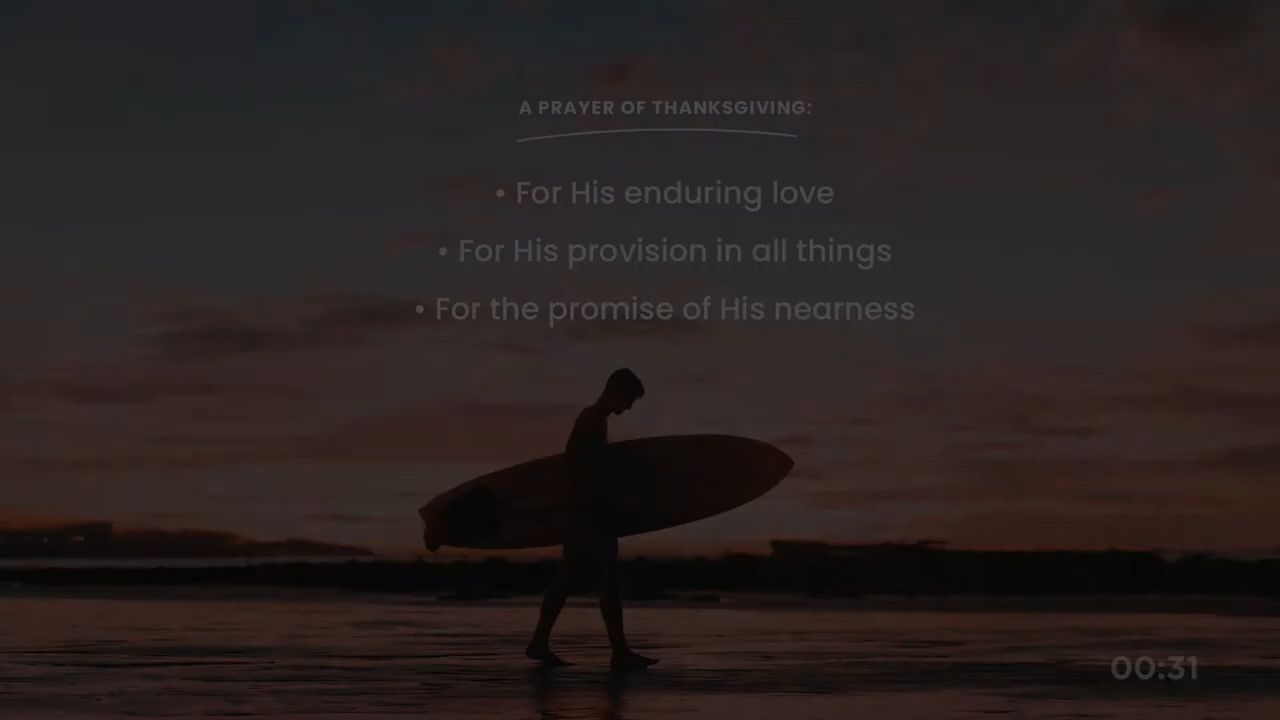 A PRAYER OF THANKSGIVING:
• For His enduring love
• For His provision in all things
• For the promise of His nearness
00:31